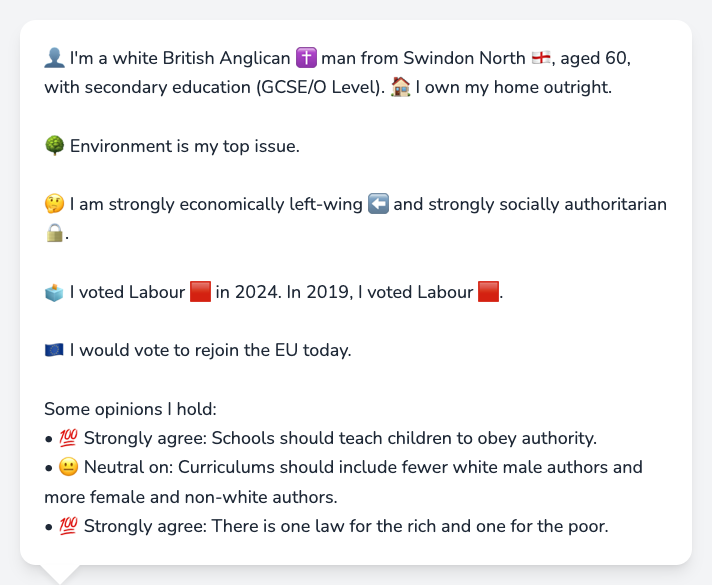 👤 I'm a white British Anglican ✝️ man from Swindon North 🏴󠁧󠁢󠁥󠁮󠁧󠁿, aged 60,
with secondary education (GCSE/O Level). 🏠 I own my home outright.
🌳 Environment is my top issue.
🤔 I am strongly economically left-wing ⬅️ and strongly socially authoritarian
🔒.
🗳️ I voted Labour 🟥 in 2024. In 2019, I voted Labour 🟥.
🇪🇺 I would vote to rejoin the EU today.
Some opinions I hold:
• 💯 Strongly agree: Schools should teach children to obey authority.
• 😐 Neutral on: Curriculums should include fewer white male authors and
more female and non-white authors.
• 💯 Strongly agree: There is one law for the rich and one for the poor.